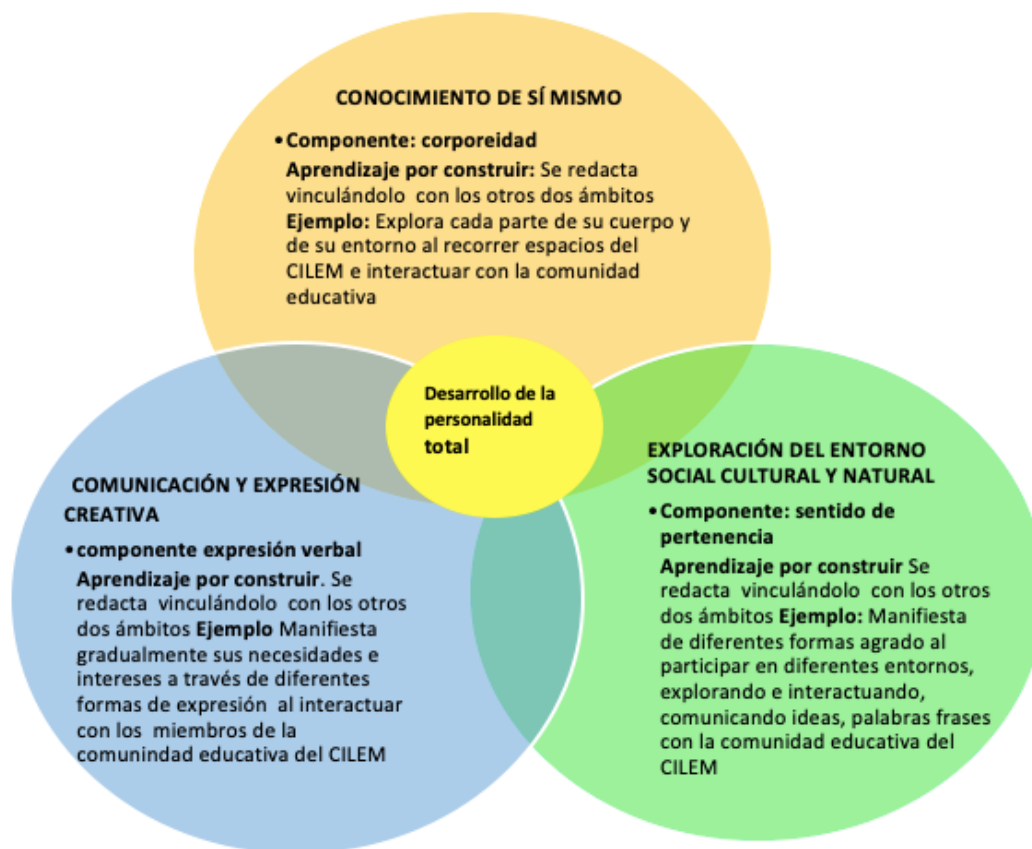 CONOCIMIENTO DE SÍ MISMO
•Componente: corporeidad
Aprendizaje por construir: Se redacta
vinculándolo con los otros dos ámbitos
Ejemplo: Explora cada parte de su cuerpo y
de su entorno al recorrer espacios del
CILEM e interactuar con la comunidad
educativa
Desarrollo de la
personalidad
total
COMUNICACIÓN Y EXPRESIÓN
CREATIVA
•componente expresión verbal
Aprendizaje por construir. Se
redacta vinculándolo con los otros
dos ámbitos Ejemplo Manifiesta
gradualmente sus necesidades e
intereses a través de diferentes
formas de expresión al interactuar
con los miembros de la
comunindad educativa del CILEM
EXPLORACIÓN DEL ENTORNO
SOCIAL CULTURAL Y NATURAL
•Componente: sentido de
pertenencia
Aprendizaje por construir Se
redacta vinculándolo con los otros
dos ámbitos Ejemplo: Manifiesta
de diferentes formas agrado al
participar en diferentes entornos,
explorando e interactuando,
comunicando ideas, palabras frases
con la comunidad educativa del
CILEM